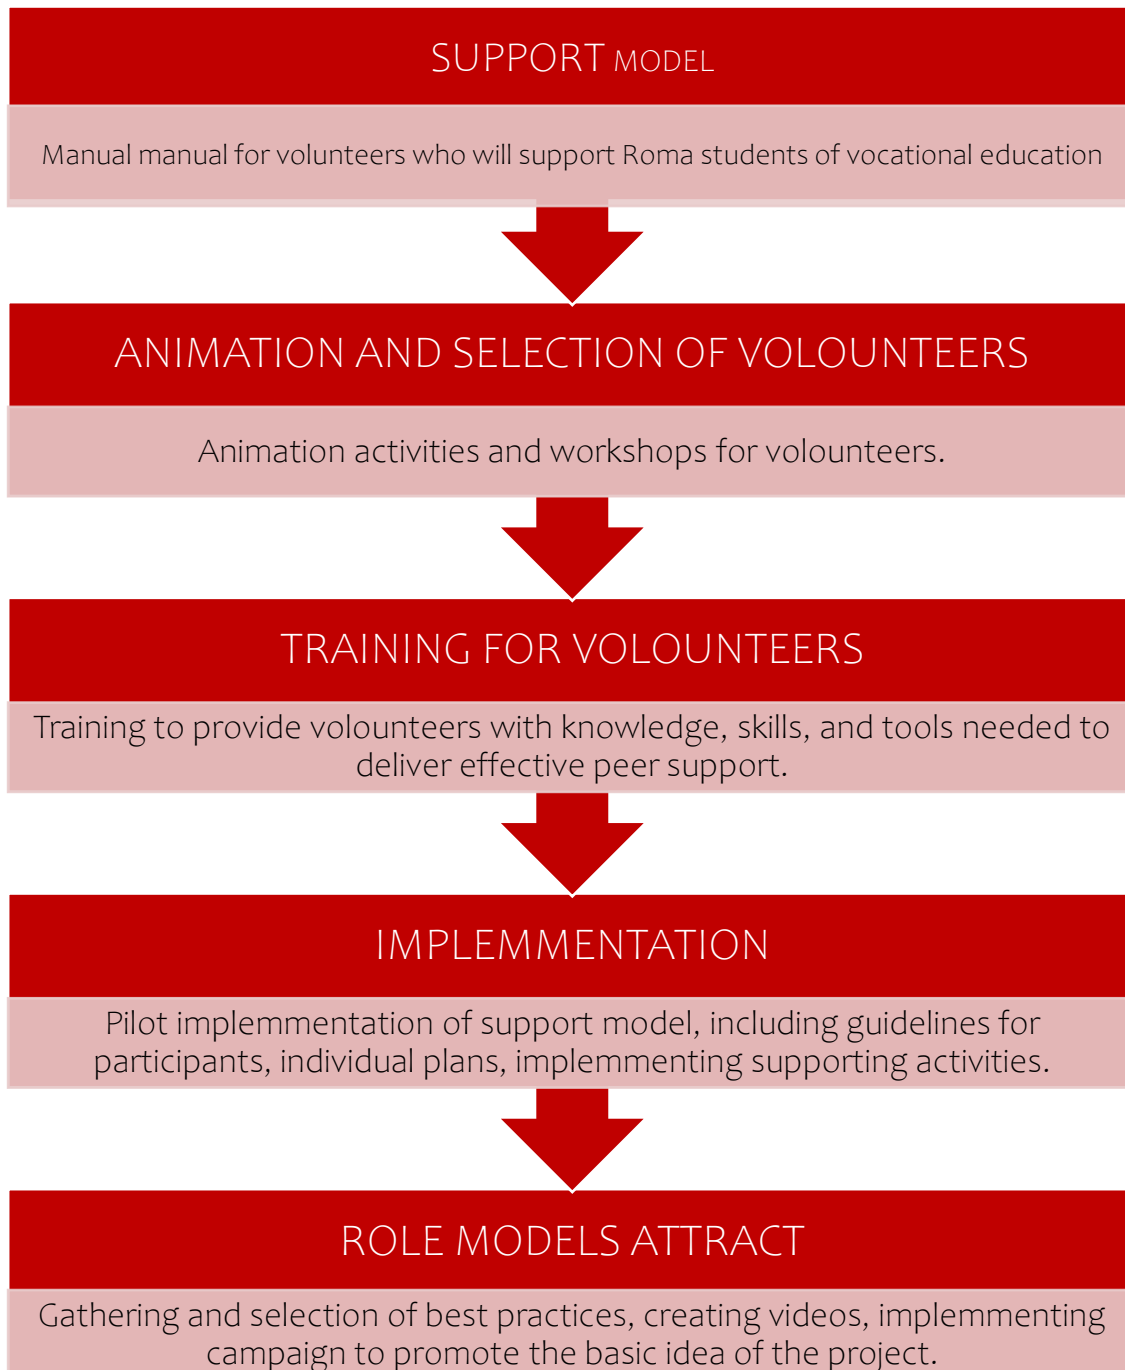 SUPPORT MODEL
Manual manual for volunteers who will support Roma students of vocational education
ANIMATION AND SELECTION OF VOLOUNTEERS
Animation activities and workshops for volounteers.
TRAINING FOR VOLOUNTEERS
Training to provide volounteers with knowledge, skills, and tools needed to
deliver effective peer support.
IMPLEMMENTATION
Pilot implemmentation of support model, including guidelines for
participants, individual plans, implemmenting supporting activities.
ROLE MODELS ATTRACT
Gathering and selection of best practices, creating videos, implemmenting
campaign to promote the basic idea of the project.